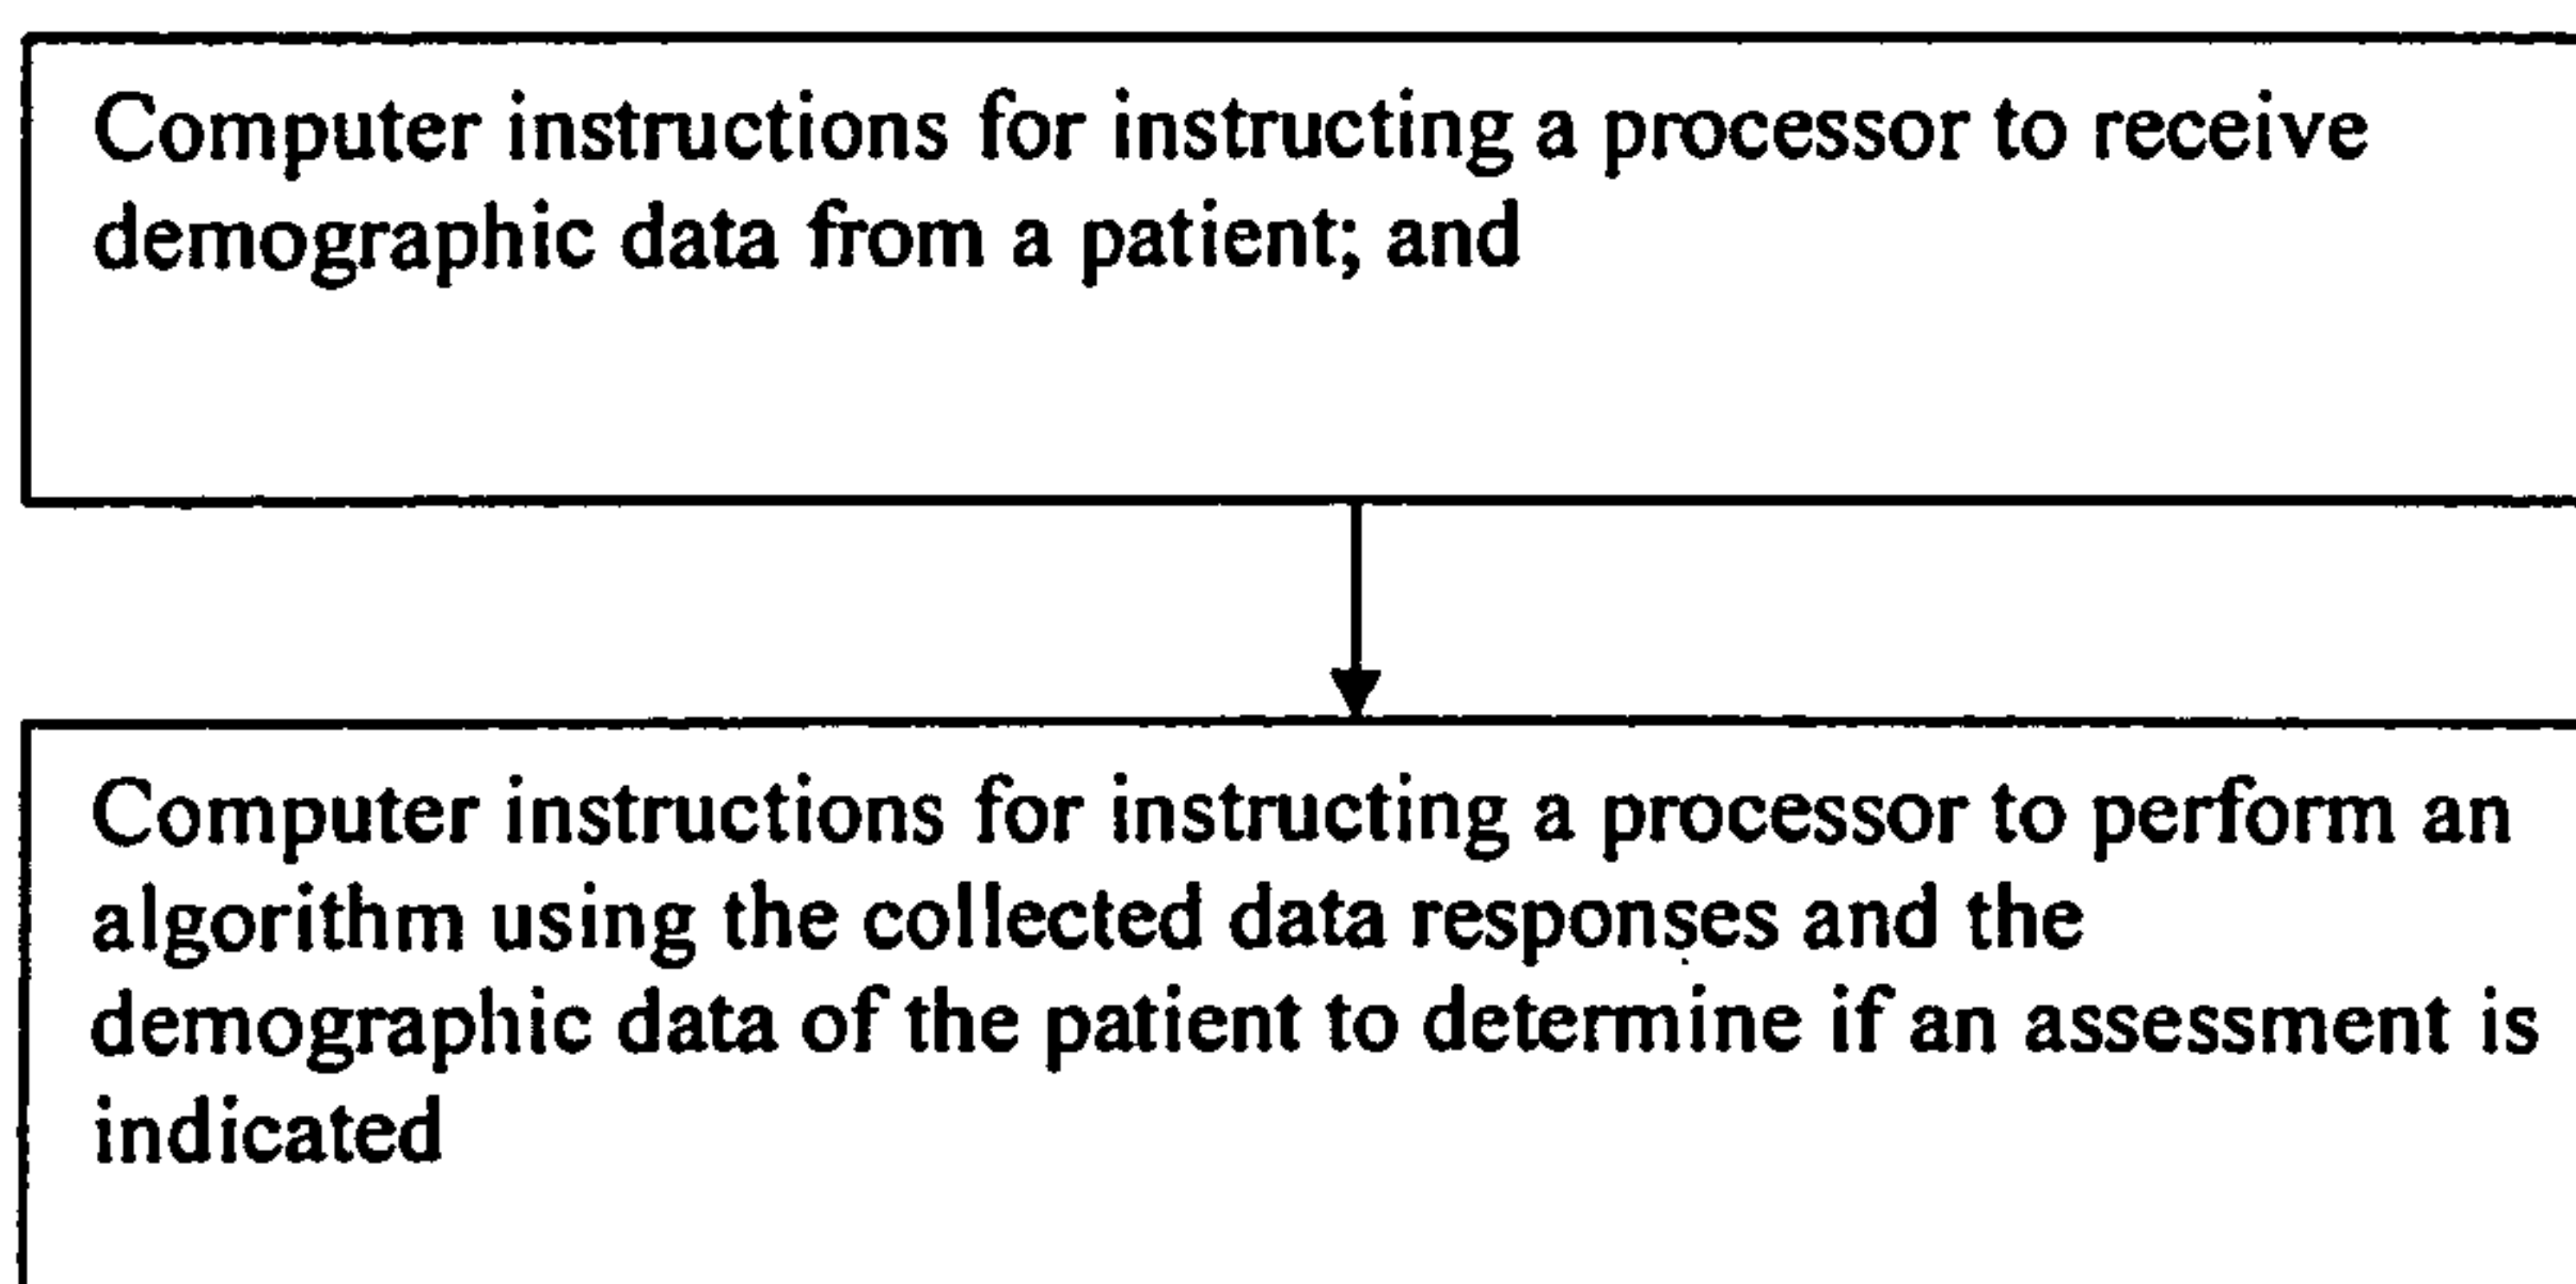 Computer instructions for instructing a processor to receive
demographic data from a patient; and
Computer instructions for instructing a processor to perform an
algorithm using the collected data responses and the
demographic data of the patient to determine if an assessment is
indicated